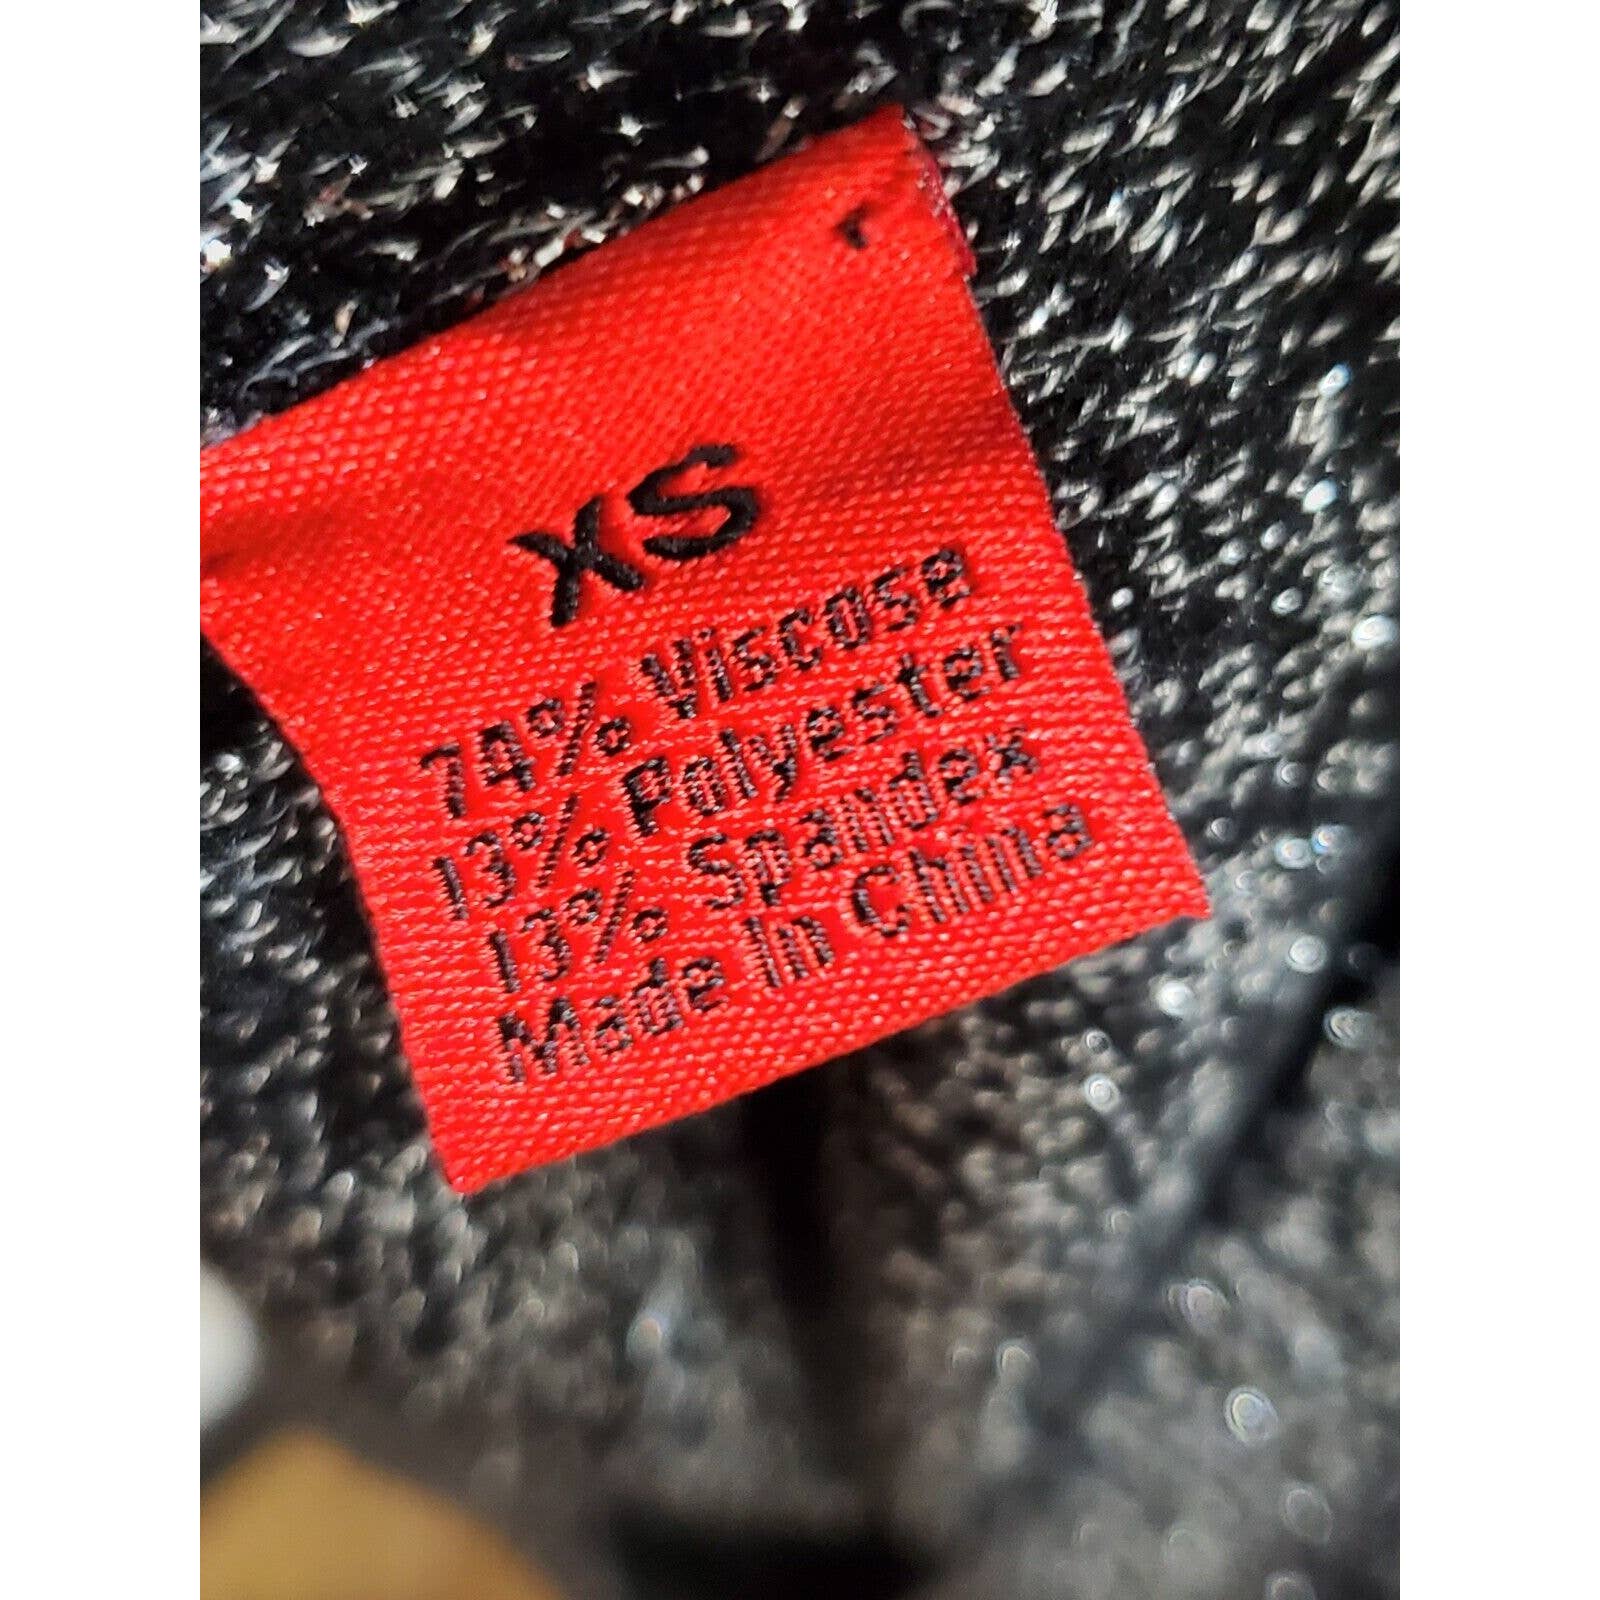 XS
74% Viscose
13% Polyester
13% Spandex
Made In China